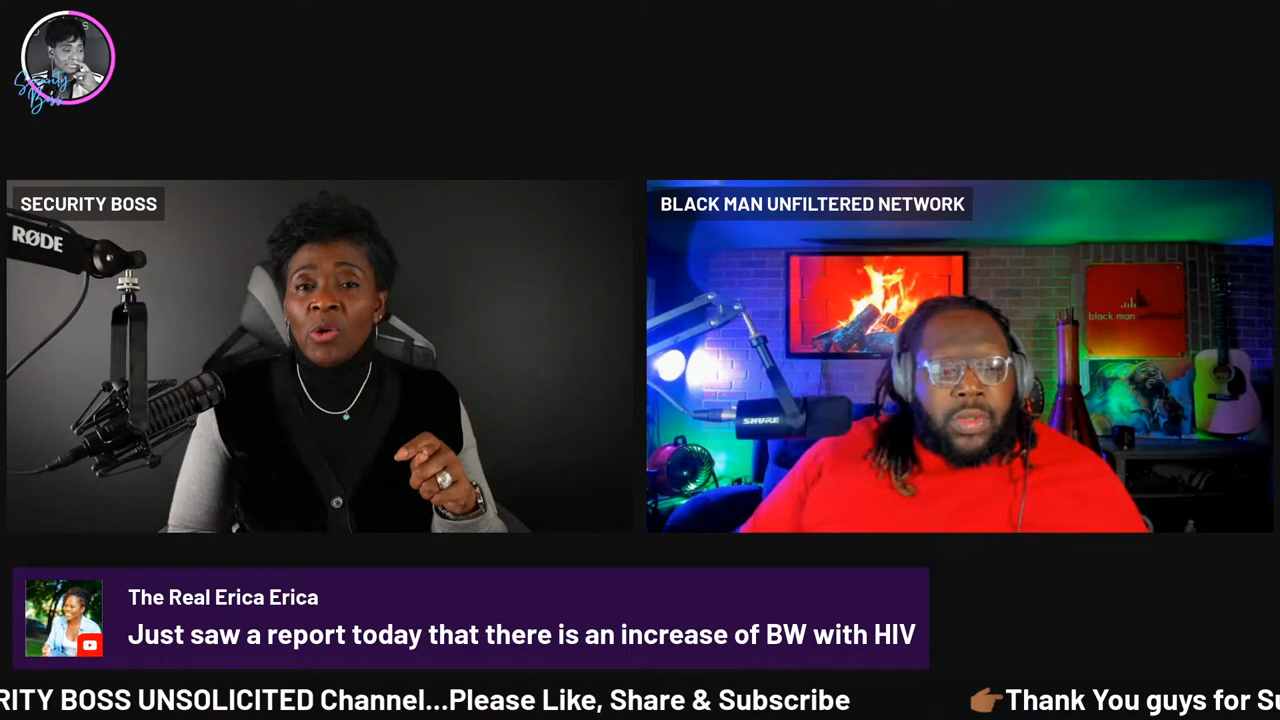 Security
Boss
SECURITY BOSS
BLACK MAN UNFILTERED NETWORK
RØDE
black man
SHURE
The Real Erica Erica
Just saw a report today that there is an increase of BW with HIV
RITY BOSS UNSOLICITED Channel...Please Like, Share & Subscribe
👉🏾Thank You guys for Su